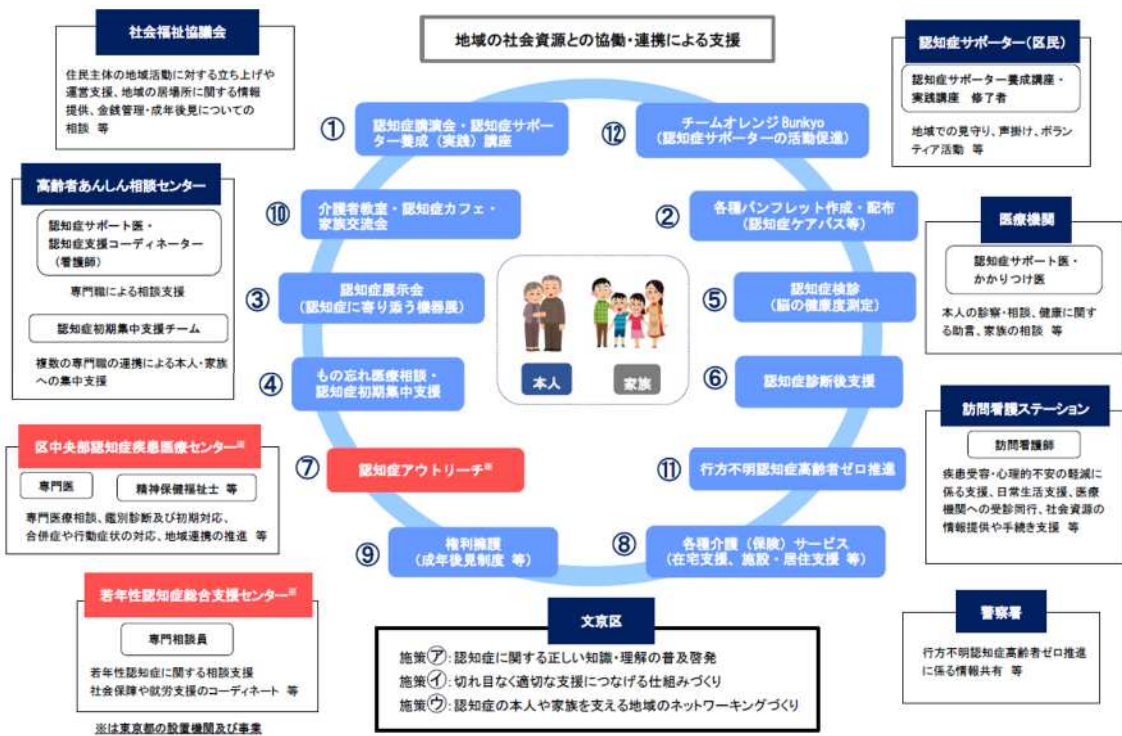 地域の社会資源との協働・連携による支援
社会福祉協議会
住民主体の地域活動に対する立ち上げや
運営支援、地域の居場所に関する情報
提供、金銭管理・成年後見についての
相談 等
高齢者あんしん相談センター
認知症サポート医・
認知症支援コーディネーター
(看護師)
専門職による相談支援
認知症初期集中支援チーム
複数の専門職の連携による本人・家族
への集中支援
区中央部認知症疾患医療センター※
専門医
精神保健福祉士 等
専門医療相談、鑑別診断及び初期対応、
合併症や行動症状の対応、地域連携の推進 等
若年性認知症総合支援センター※
専門相談員
若年性認知症に関する相談支援
社会保障や就労支援のコーディネート 等
※は東京都の設置機関及び事業
① 認知症講演会・認知症サポー
ター養成(実践)講座
⑫ チームオレンジ Bunkyo
(認知症サポーターの活動促進)
⑩ 介護者教室・認知症カフェ・
家族交流会
② 各種パンフレット作成・配布
(認知症ケアパス等)
③ 認知症展示会
(認知症に寄り添う機器展)
⑤ 認知症検診
(脳の健康度測定)
④ もの忘れ医療相談・
認知症初期集中支援
⑥ 認知症診断後支援
本人
家族
⑦ 認知症アウトリーチ※
⑪ 行方不明認知症高齢者ゼロ推進
⑨ 権利擁護
(成年後見制度 等)
⑧ 各種介護(保険)サービス
(在宅支援、施設・居住支援 等)
文京区
施策㋐:認知症に関する正しい知識・理解の普及啓発
施策㋑:切れ目なく適切な支援につなげる仕組みづくり
施策㋒:認知症の本人や家族を支える地域のネットワーキングづくり
認知症サポーター(区民)
認知症サポーター養成講座・
実践講座 修了者
地域での見守り、声掛け、ボラン
ティア活動 等
医療機関
認知症サポート医・
かかりつけ医
本人の診察・相談、健康に関す
る助言、家族の相談 等
訪問看護ステーション
訪問看護師
疾患受容・心理的不安の軽減に
係る支援、日常生活支援、医療
機関への受診同行、社会資源の
情報提供や手続き支援 等
警察署
行方不明認知症高齢者ゼロ推進
に係る情報共有 等